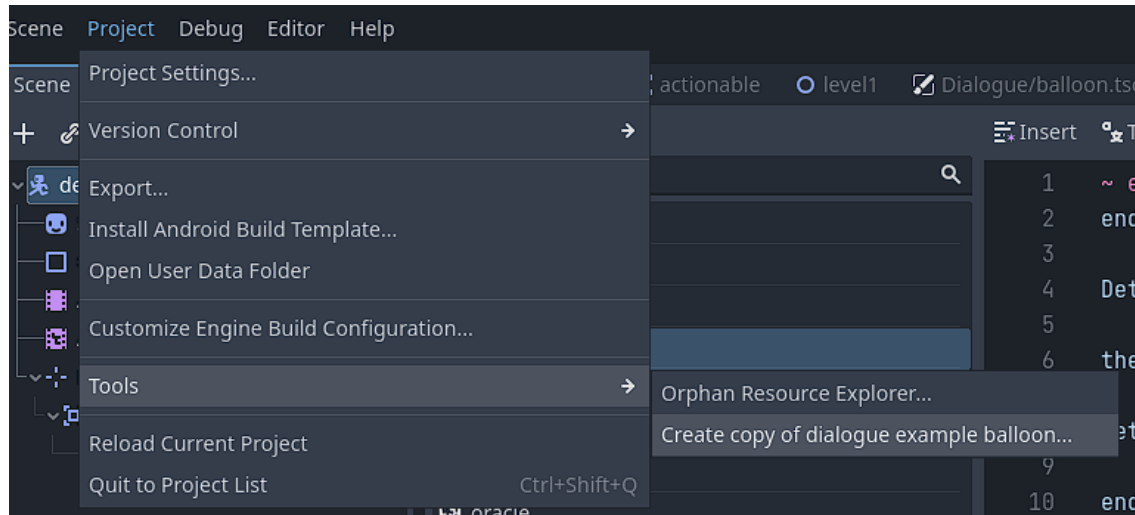 Scene Project Debug Editor Help
Scene actionable level1 Dialogue/balloon.tsc
Project Settings...
Version Control
Insert
Export...
Install Android Build Template...
Open User Data Folder
Customize Engine Build Configuration...
Tools
Orphan Resource Explorer...
Create copy of dialogue example balloon...
Reload Current Project
Quit to Project List Ctrl+Shift+Q
oracle
de
1 ~ e
2 end
3
4 Det
5
6 the
9
10 end